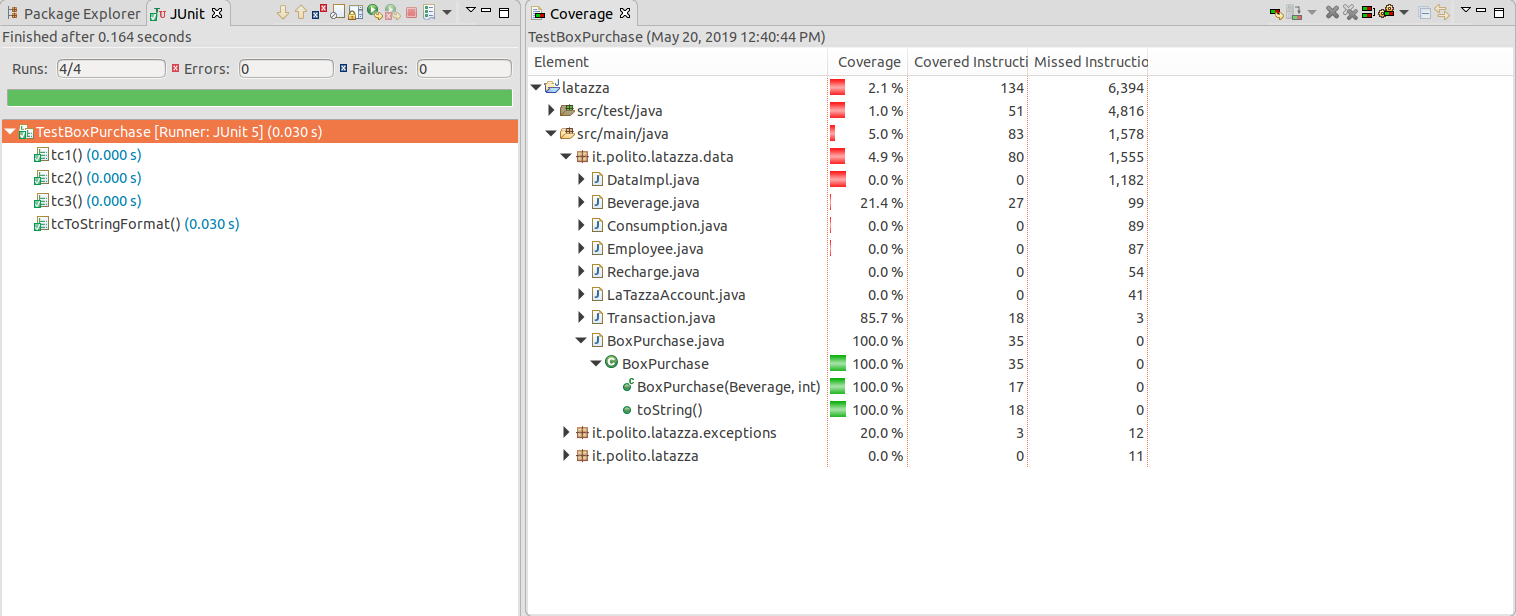 Package Explorer JUnit
Finished after 0.164 seconds
Runs: 4/4 Errors: 0 Failures: 0
TestBoxPurchase [Runner: JUnit 5] (0.030 s)
tc1() (0.000 s)
tc2() (0.000 s)
tc3() (0.000 s)
tcToStringFormat() (0.030 s)
Coverage
TestBoxPurchase (May 20, 2019 12:40:44 PM)
Element Coverage Covered Instructi Missed Instructio
latazza 2.1 % 134 6,394
src/test/java 1.0 % 51 4,816
src/main/java 5.0 % 83 1,578
it.polito.latazza.data 4.9 % 80 1,555
DataImpl.java 0.0 % 0 1,182
Beverage.java 21.4 % 27 99
Consumption.java 0.0 % 0 89
Employee.java 0.0 % 0 87
Recharge.java 0.0 % 0 54
LaTazzaAccount.java 0.0 % 0 41
Transaction.java 85.7 % 18 3
BoxPurchase.java 100.0 % 35 0
BoxPurchase 100.0 % 35 0
BoxPurchase(Beverage, int) 100.0 % 17 0
toString() 100.0 % 18 0
it.polito.latazza.exceptions 20.0 % 3 12
it.polito.latazza 0.0 % 0 11